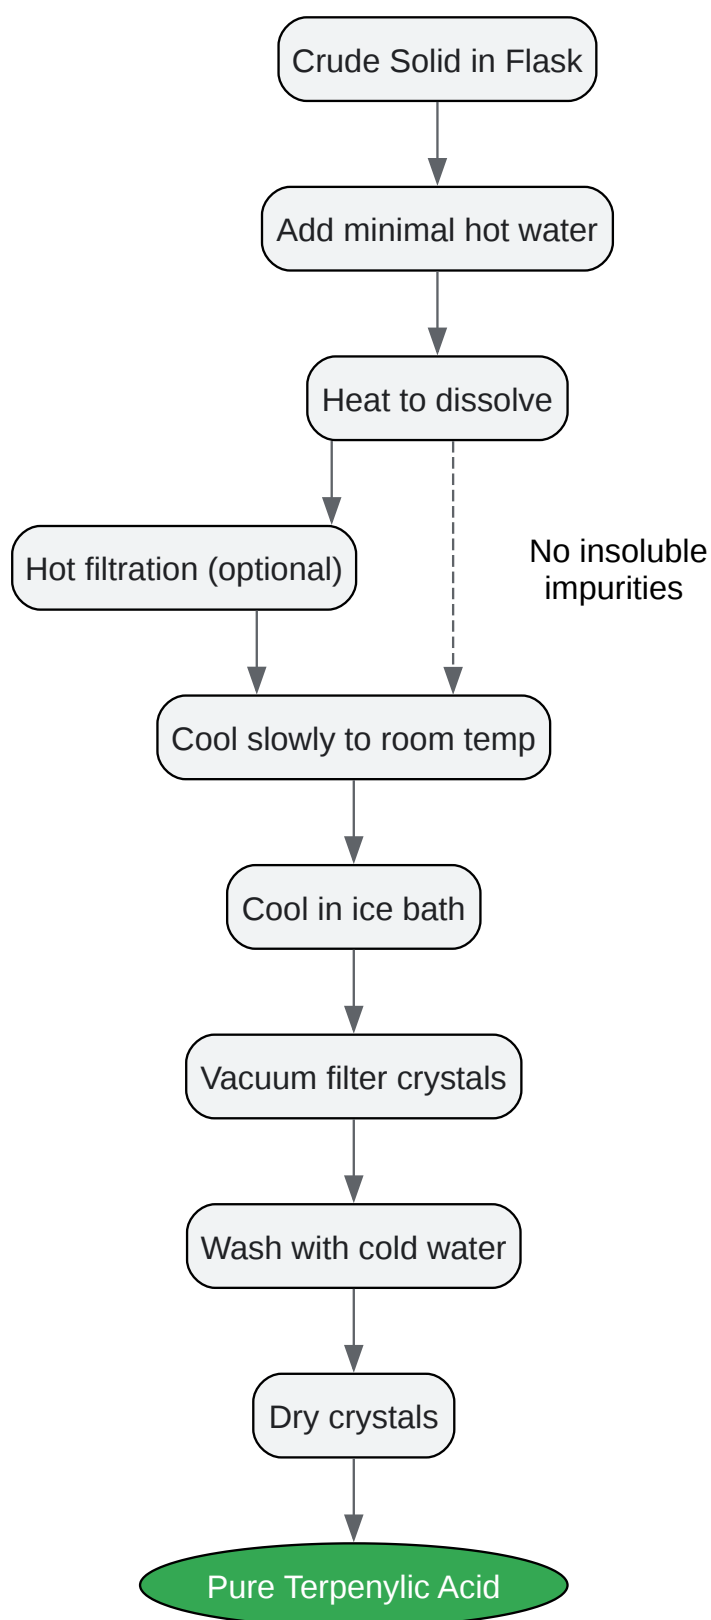 Crude Solid in Flask
Add minimal hot water
Heat to dissolve
Hot filtration (optional)
No insoluble
impurities
Cool slowly to room temp
Cool in ice bath
Vacuum filter crystals
Wash with cold water
Dry crystals
Pure Terpenylic Acid